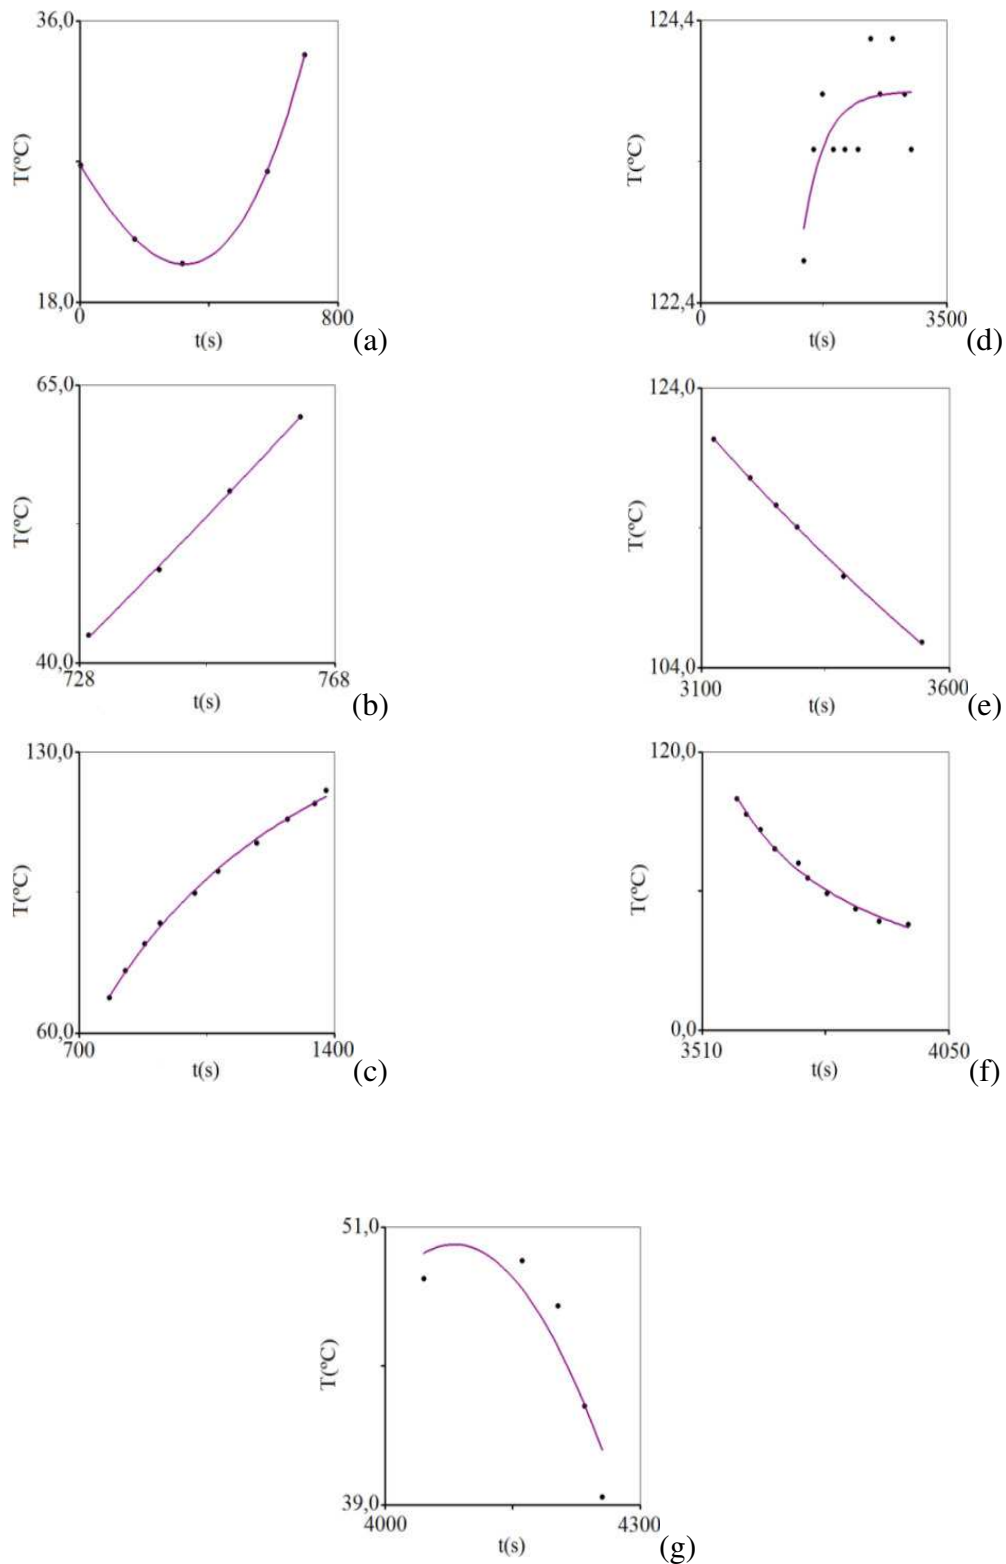 36,0
T(ºC)
18,0
0
800
t(s)
(a)
124,4
T(ºC)
122,4
0
3500
t(s)
(d)
65,0
T(ºC)
40,0
728
768
t(s)
(b)
124,0
T(ºC)
104,0
3100
3600
t(s)
(e)
130,0
T(ºC)
60,0
700
1400
t(s)
(c)
120,0
T(ºC)
0,0
3510
4050
t(s)
(f)
51,0
T(ºC)
39,0
4000
4300
t(s)
(g)